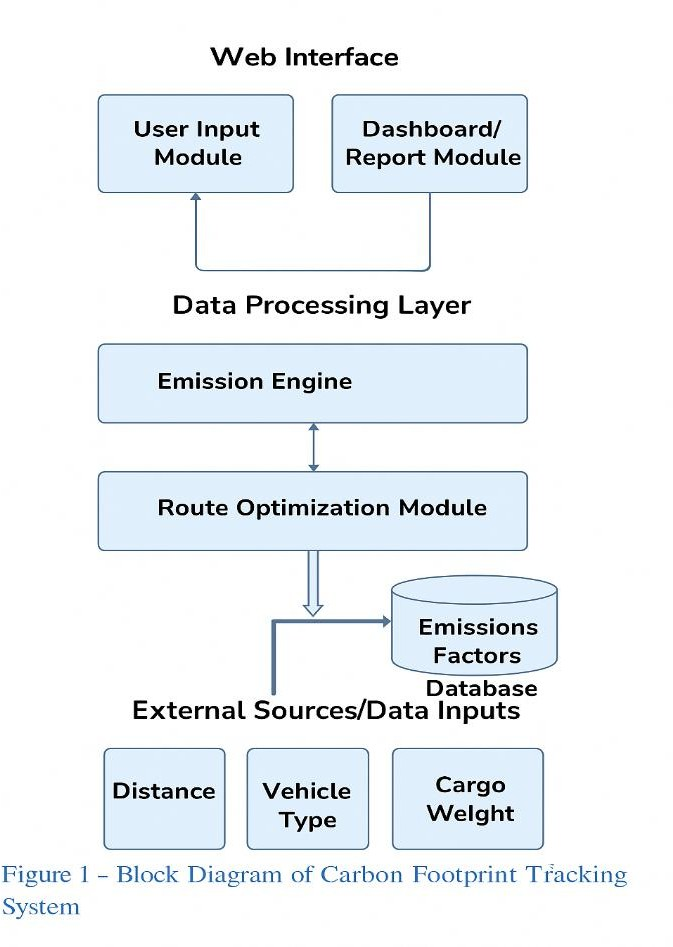 Web Interface
User Input
Module
Dashboard/
Report Module
Data Processing Layer
Emission Engine
Route Optimization Module
Emissions
Factors
Database
External Sources/Data Inputs
Distance
Vehicle
Type
Cargo
WeIght
Figure 1 – Block Diagram of Carbon Footprint Tracking
System